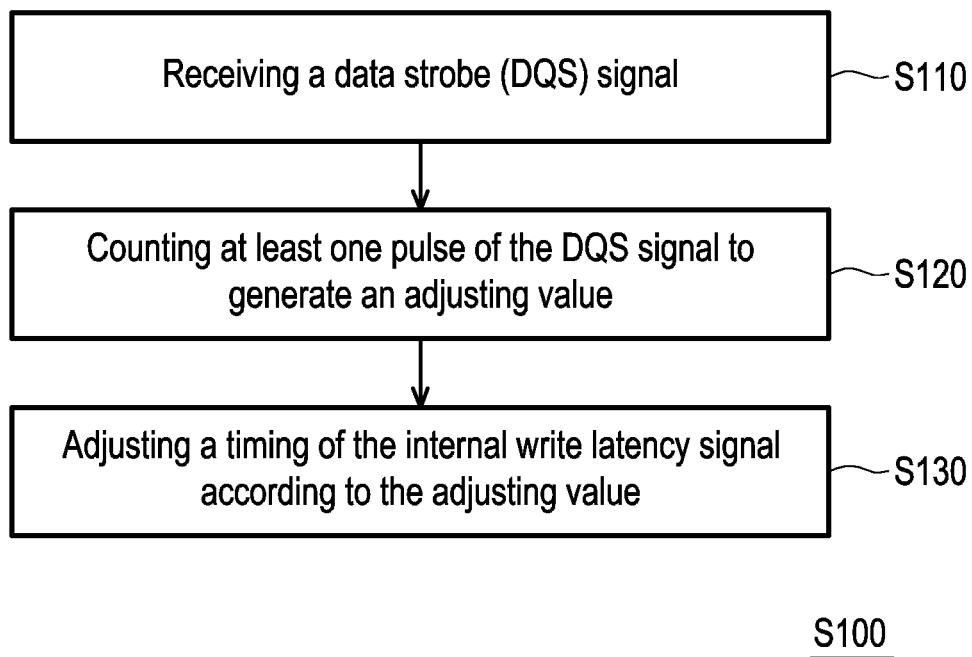 Receiving a data strobe (DQS) signal
S110
Counting at least one pulse of the DQS signal to
generate an adjusting value
S120
Adjusting a timing of the internal write latency signal
according to the adjusting value
S130
S100